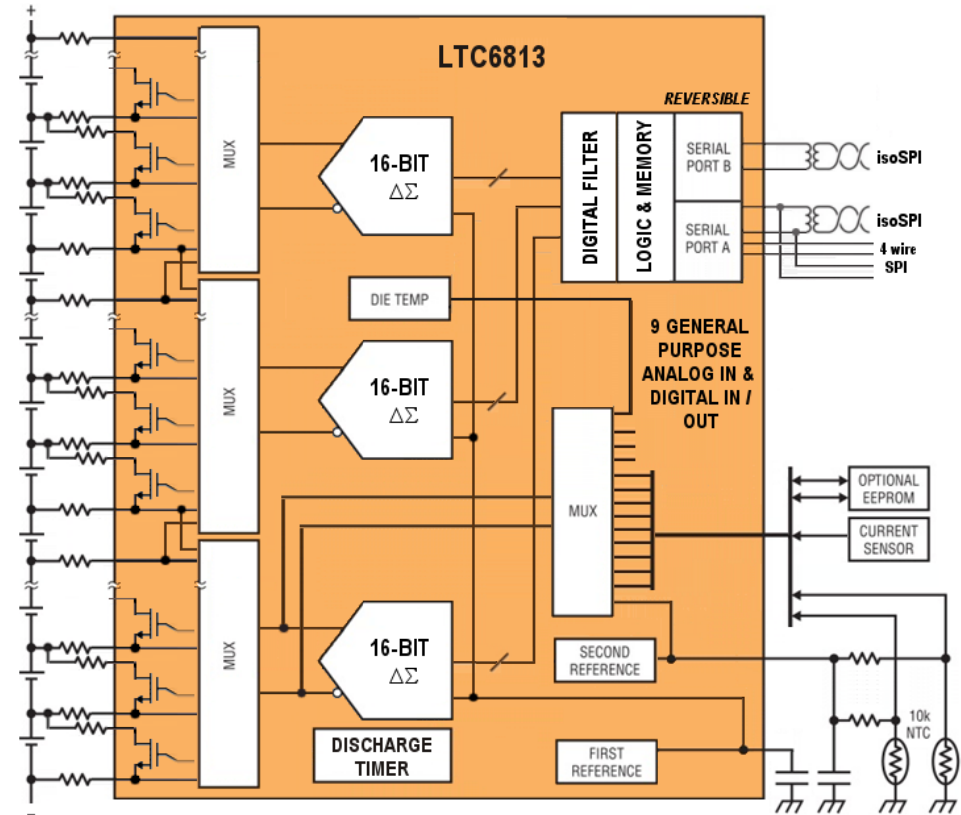 +
LTC6813
REVERSIBLE
MUX
16-BIT
ΔΣ
DIGITAL FILTER
LOGIC & MEMORY
SERIAL
PORT B
isoSPI
SERIAL
PORT A
isoSPI
4 wire
SPI
DIE TEMP
9 GENERAL
PURPOSE
ANALOG IN &
DIGITAL IN /
OUT
MUX
16-BIT
ΔΣ
MUX
OPTIONAL
EEPROM
CURRENT
SENSOR
MUX
16-BIT
ΔΣ
SECOND
REFERENCE
10k
NTC
DISCHARGE
TIMER
FIRST
REFERENCE
–